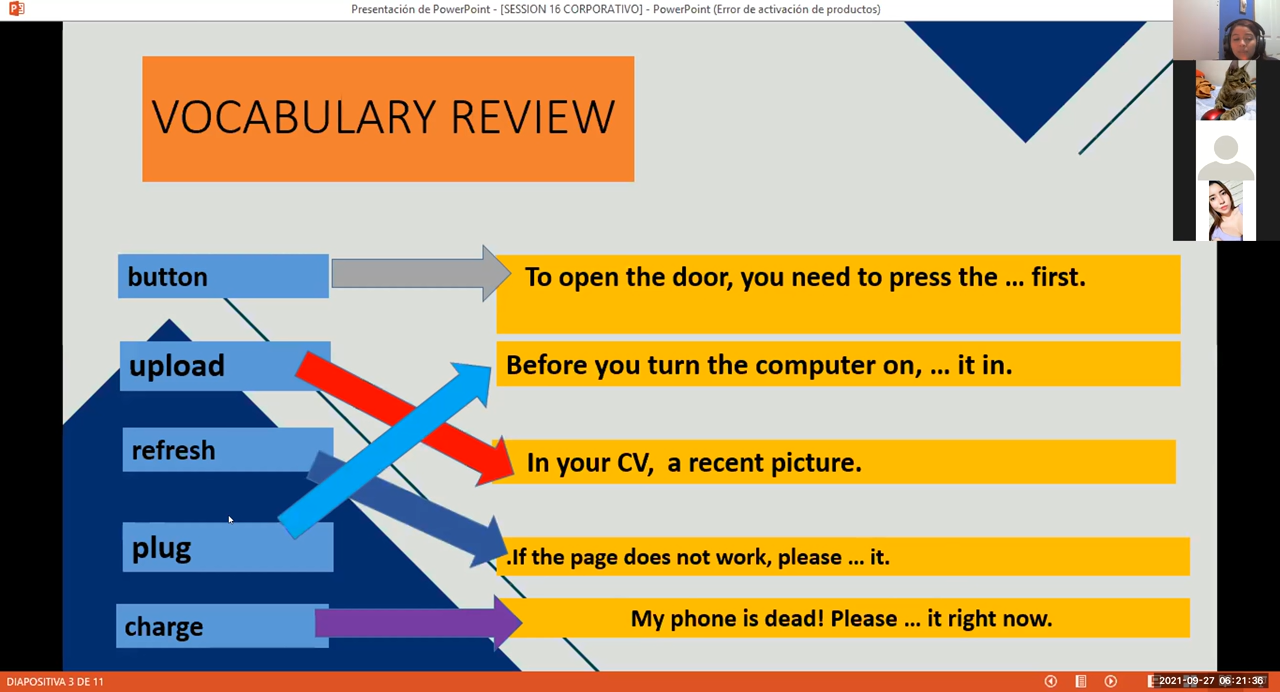 Presentación de PowerPoint - [SESSION 16 CORPORATIVO] - PowerPoint (Error de activación de productos)
VOCABULARY REVIEW
button
To open the door, you need to press the ... first.
upload
Before you turn the computer on, ... it in.
refresh
In your CV,  a recent picture.
plug
.If the page does not work, please ... it.
charge
My phone is dead! Please ... it right now.
DIAPOSITIVA 3 DE 11
2021-09-27 06:21:36